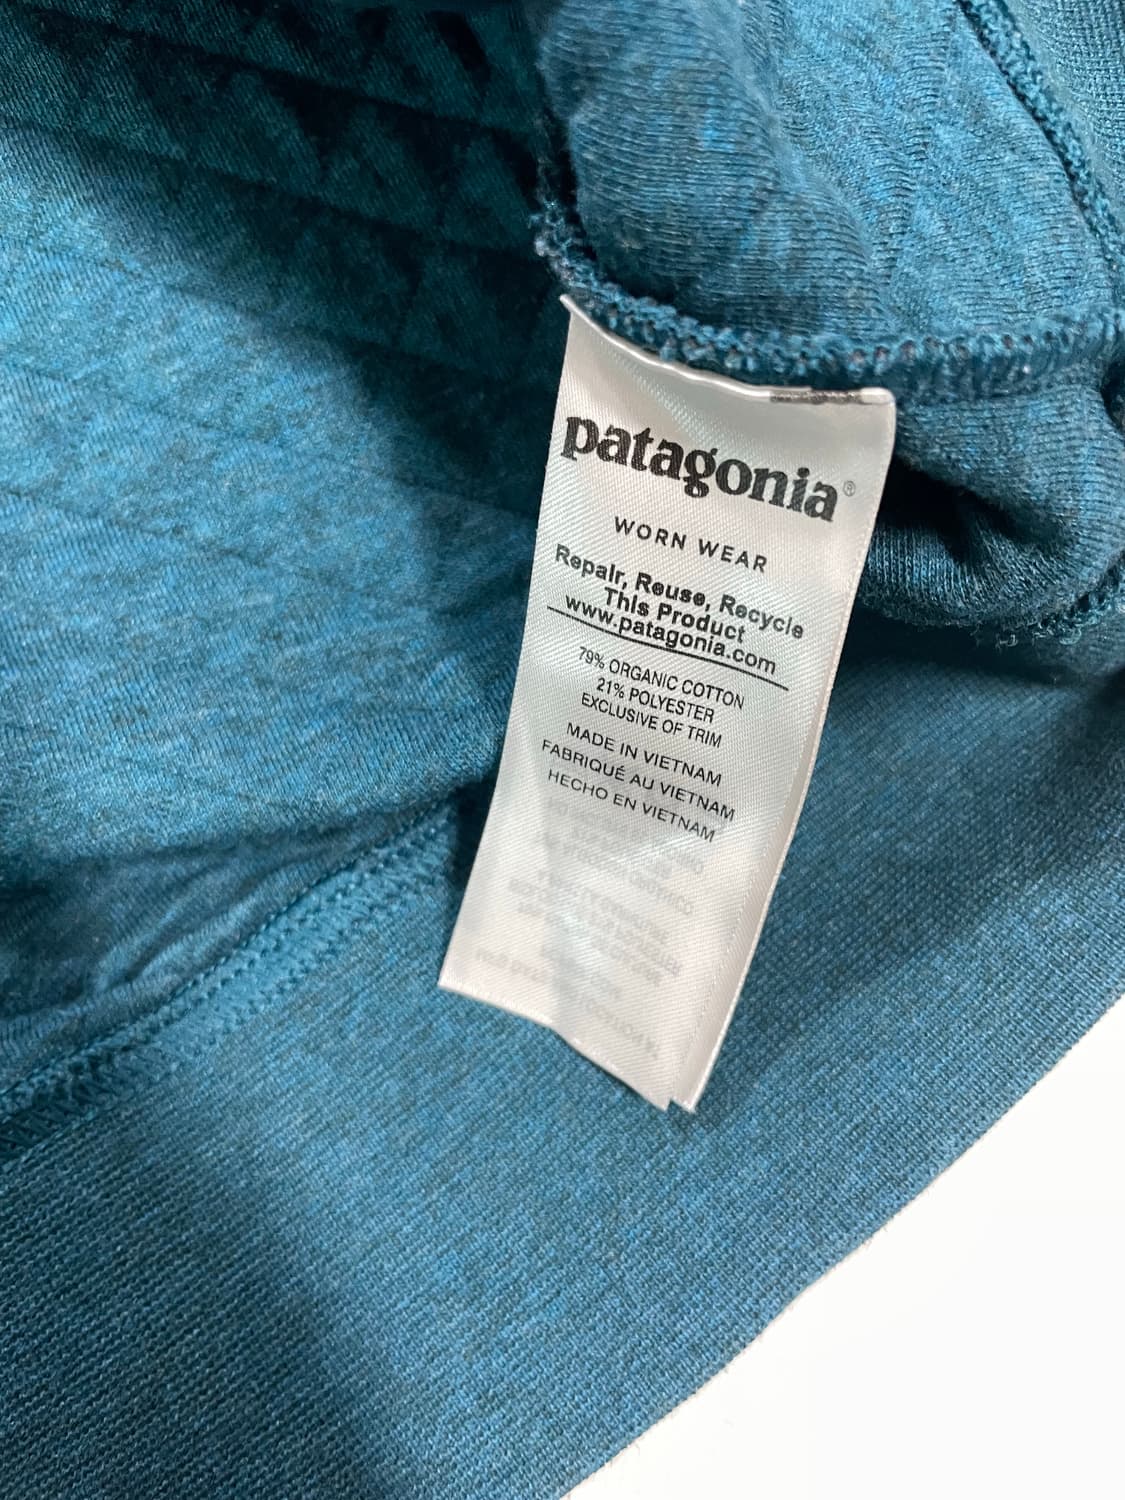 patagonia®
WORN WEAR
Repair, Reuse, Recycle
This Product
www.patagonia.com
79% ORGANIC COTTON
21% POLYESTER
EXCLUSIVE OF TRIM
MADE IN VIETNAM
FABRIQUÉ AU VIETNAM
HECHO EN VIETNAM